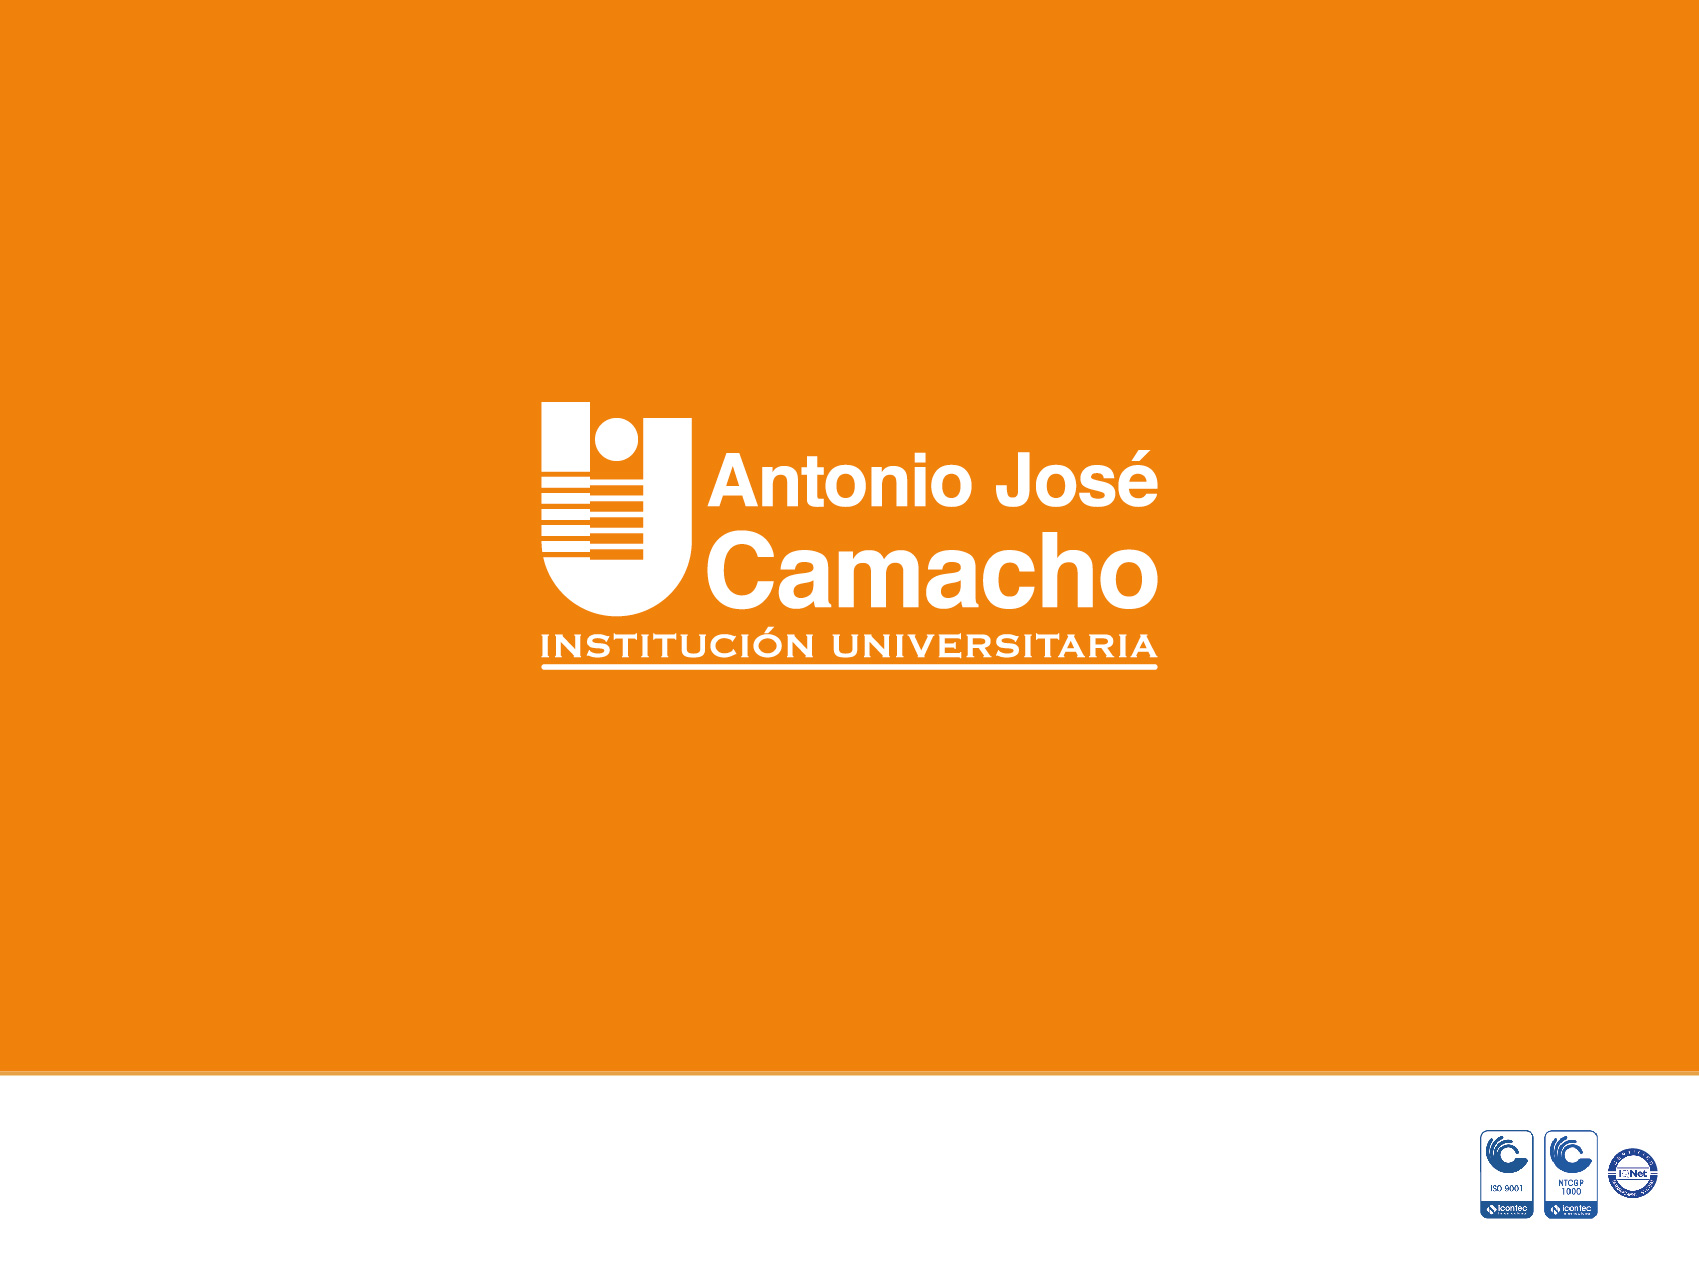 Antonio José
Camacho
INSTITUCIÓN UNIVERSITARIA
ISO 9001
icontec
NTCGP
1000
icontec
IQNet